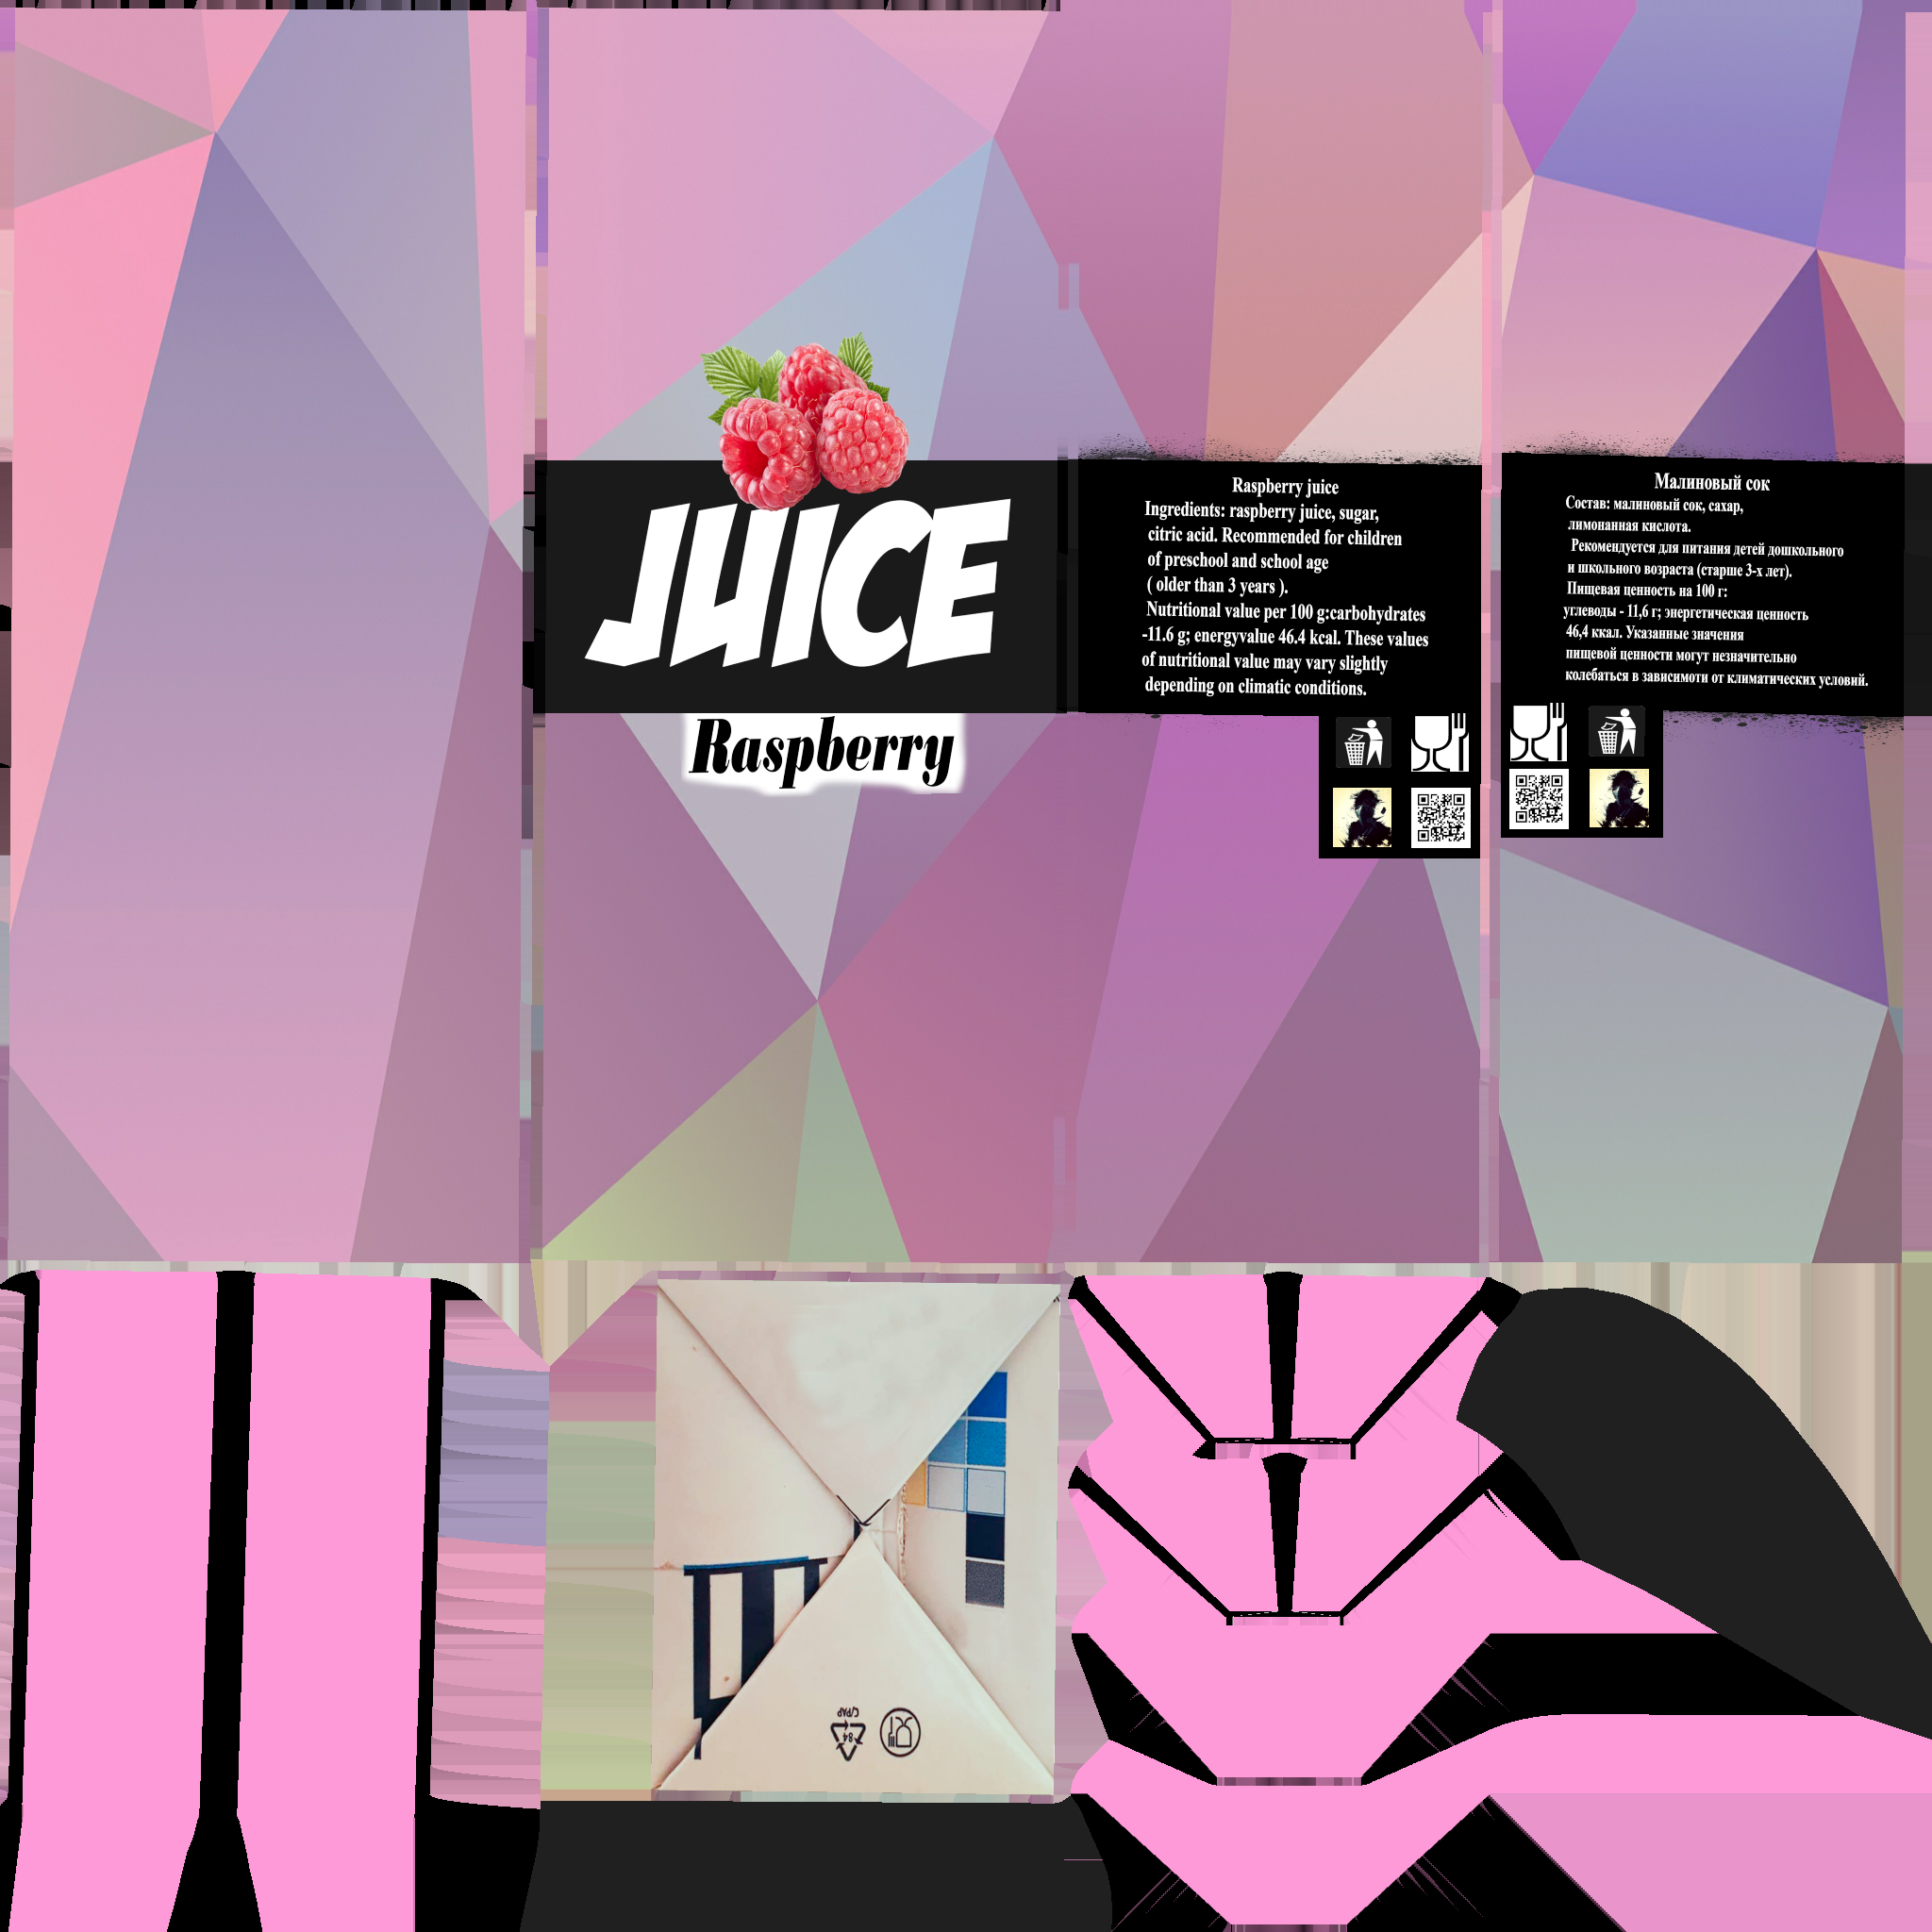 JUICE
Raspberry
Raspberry juice
Ingredients: raspberry juice, sugar,
citric acid. Recommended for children
of preschool and school age
( older than 3 years ).
Nutritional value per 100 g:carbohydrates
-11.6 g; energyvalue 46.4 kcal. These values
of nutritional value may vary slightly
depending on climatic conditions.
Малиновый сок
Состав: малиновый сок, сахар,
лимонанная кислота.
Рекомендуется для питания детей дошкольного
и школьного возраста (старше 3-х лет).
Пищевая ценность на 100 г:
углеводы - 11,6 г; энергетическая ценность
46,4 ккал. Указанные значения
пищевой ценности могут незначительно
колебаться в зависимоти от климатических условий.
84
C/PAP